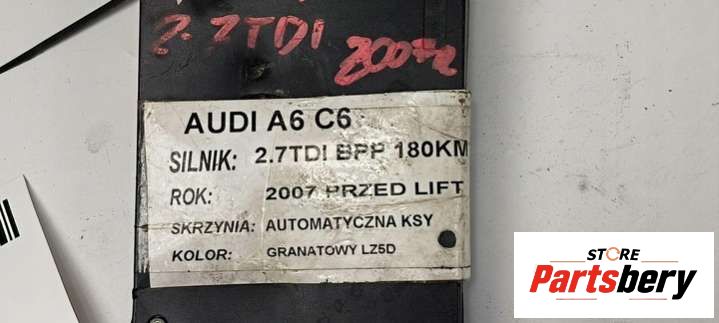 2.7TDI 2007r
AUDI A6 C6
SILNIK: 2.7TDI BPP 180KM
ROK: 2007 PRZED LIFT
SKRZYNIA: AUTOMATYCZNA KSY
KOLOR: GRANATOWY LZ5D
STORE
Partsbery